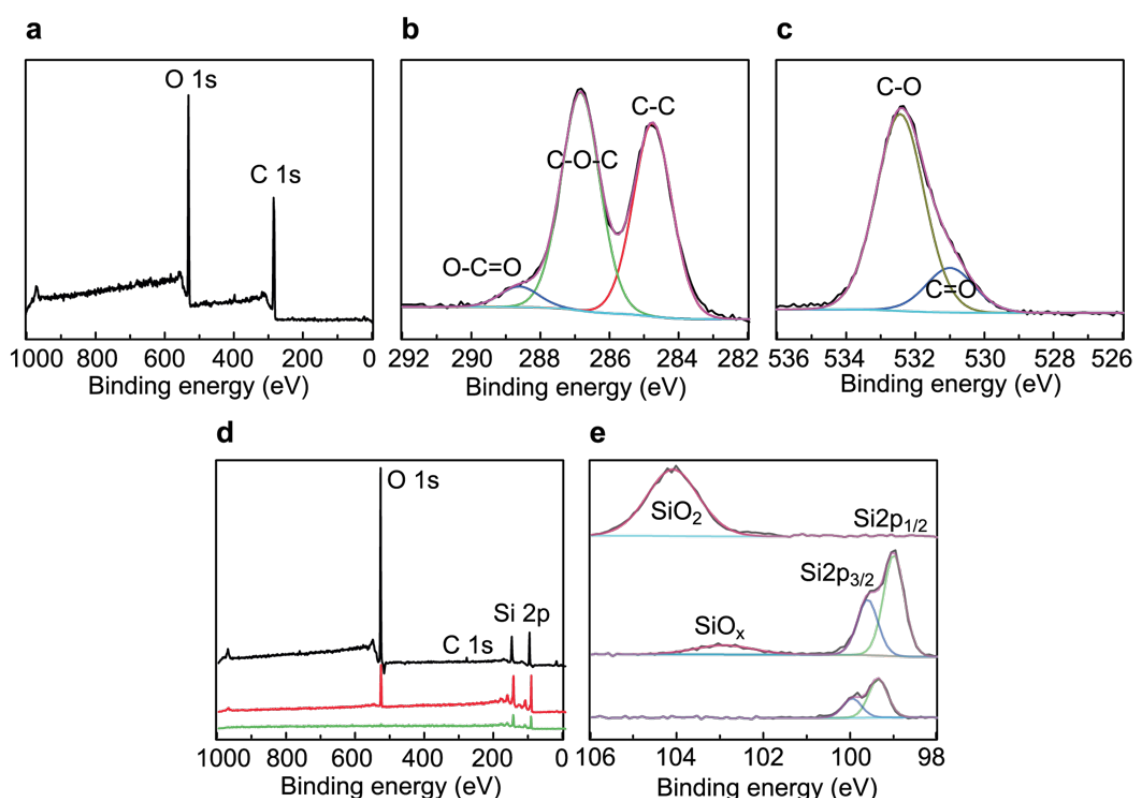 a
O 1s
C 1s
1000 800 600 400 200 0
Binding energy (eV)
b
C-C
C-O-C
O-C=O
292 290 288 286 284 282
Binding energy (eV)
c
C-O
C=O
536 534 532 530 528 526
Binding energy (eV)
d
O 1s
Si 2p
C 1s
1000 800 600 400 200 0
Binding energy (eV)
e
SiO₂
Si2p₁/₂
Si2p₃/₂
SiOₓ
106 104 102 100 98
Binding energy (eV)